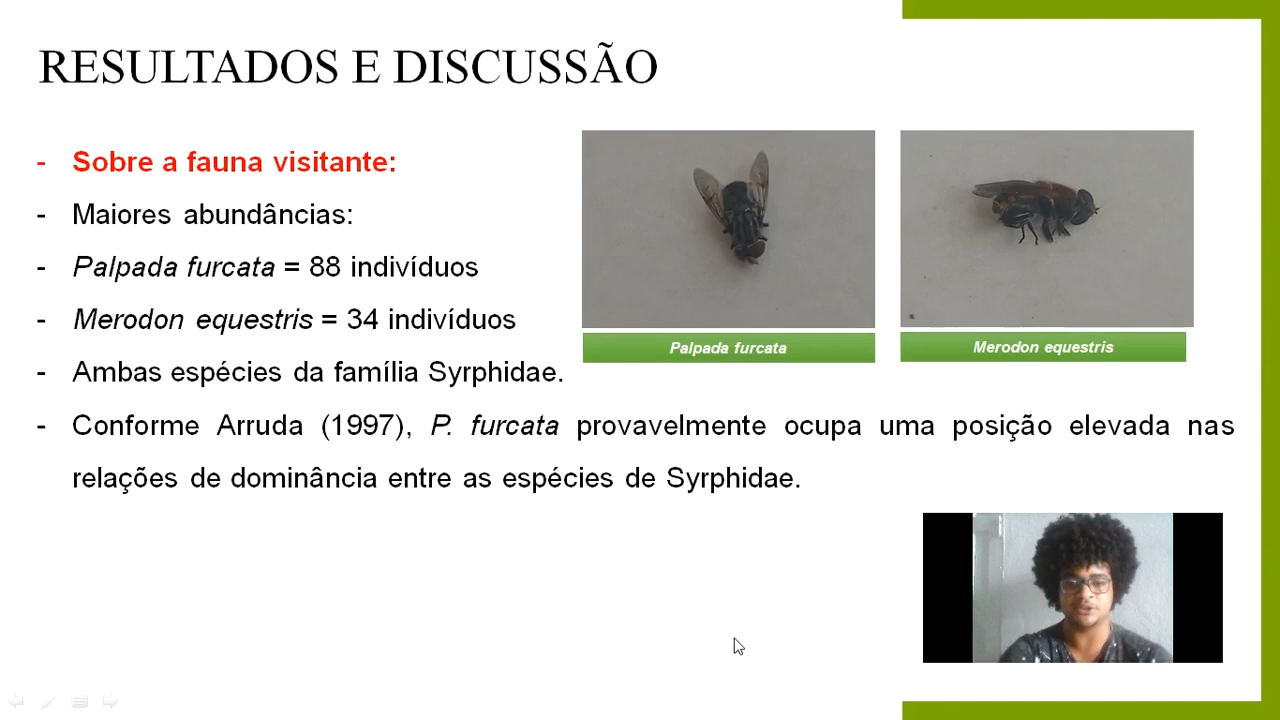 RESULTADOS E DISCUSSÃO
- Sobre a fauna visitante:
- Maiores abundâncias:
- Palpada furcata = 88 indivíduos
- Merodon equestris = 34 indivíduos
- Ambas espécies da família Syrphidae.
- Conforme Arruda (1997), P. furcata provavelmente ocupa uma posição elevada nas
relações de dominância entre as espécies de Syrphidae.
Palpada furcata
Merodon equestris